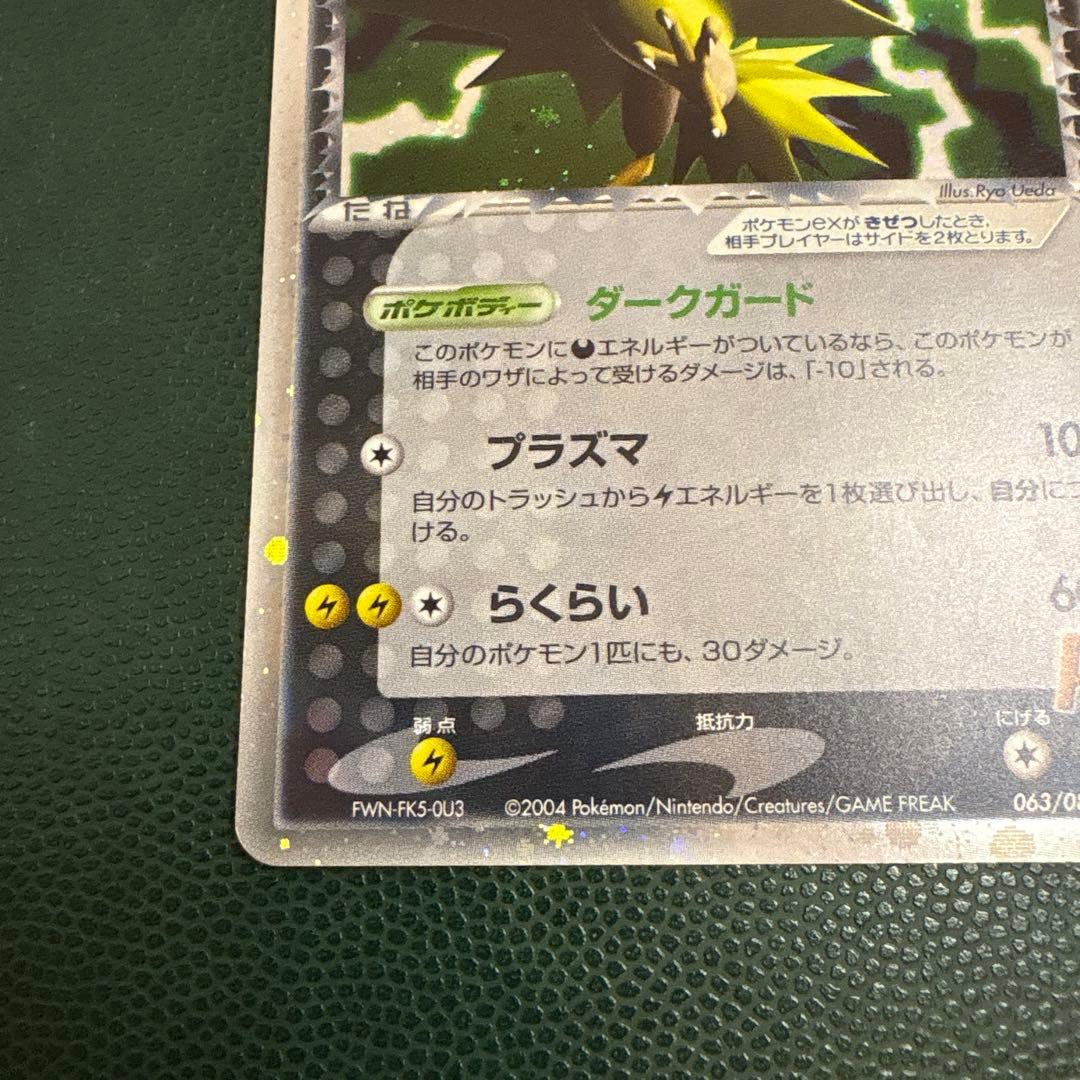 Illus. Ryo Ueda
たね
ポケモンexが きぜつしたとき、
相手プレイヤーはサイドを2枚とります。
ポケボディー ダークガード
このポケモンにエネルギーがついているなら、このポケモンが
相手のワザによって受けるダメージは、「-10」される。
プラズマ 10
自分のトラッシュからエネルギーを1枚選び出し、自分につ
ける。
らくらい
自分のポケモン1匹にも、30ダメージ。
弱点 抵抗力 にげる
FWN-FK5-0U3 ©2004 Pokémon/Nintendo/Creatures/GAME FREAK 063/0